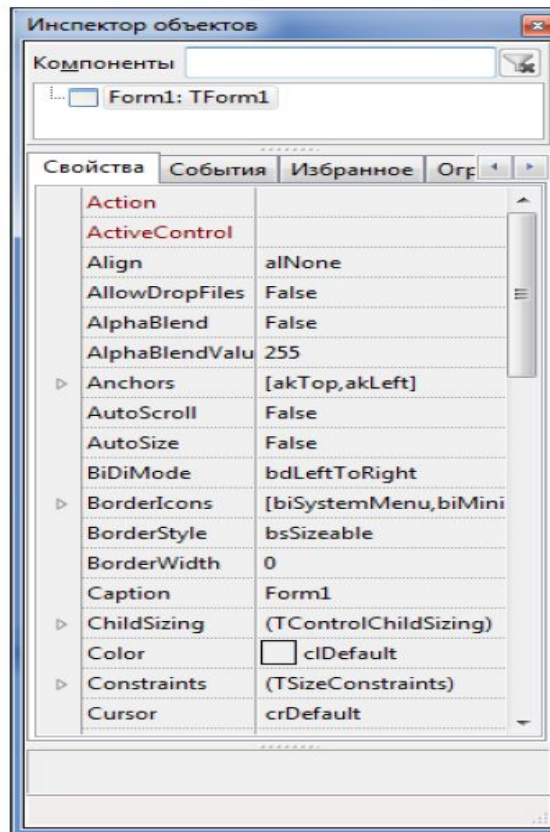 Инспектор объектов
Компоненты
Form1: TForm1
Свойства События Избранное Огр
Action
ActiveControl
Align alNone
AllowDropFiles False
AlphaBlend False
AlphaBlendValu 255
Anchors [akTop,akLeft]
AutoScroll False
AutoSize False
BiDiMode bdLeftToRight
BorderIcons [biSystemMenu,biMini
BorderStyle bsSizeable
BorderWidth 0
Caption Form1
ChildSizing (TControlChildSizing)
Color clDefault
Constraints (TSizeConstraints)
Cursor crDefault